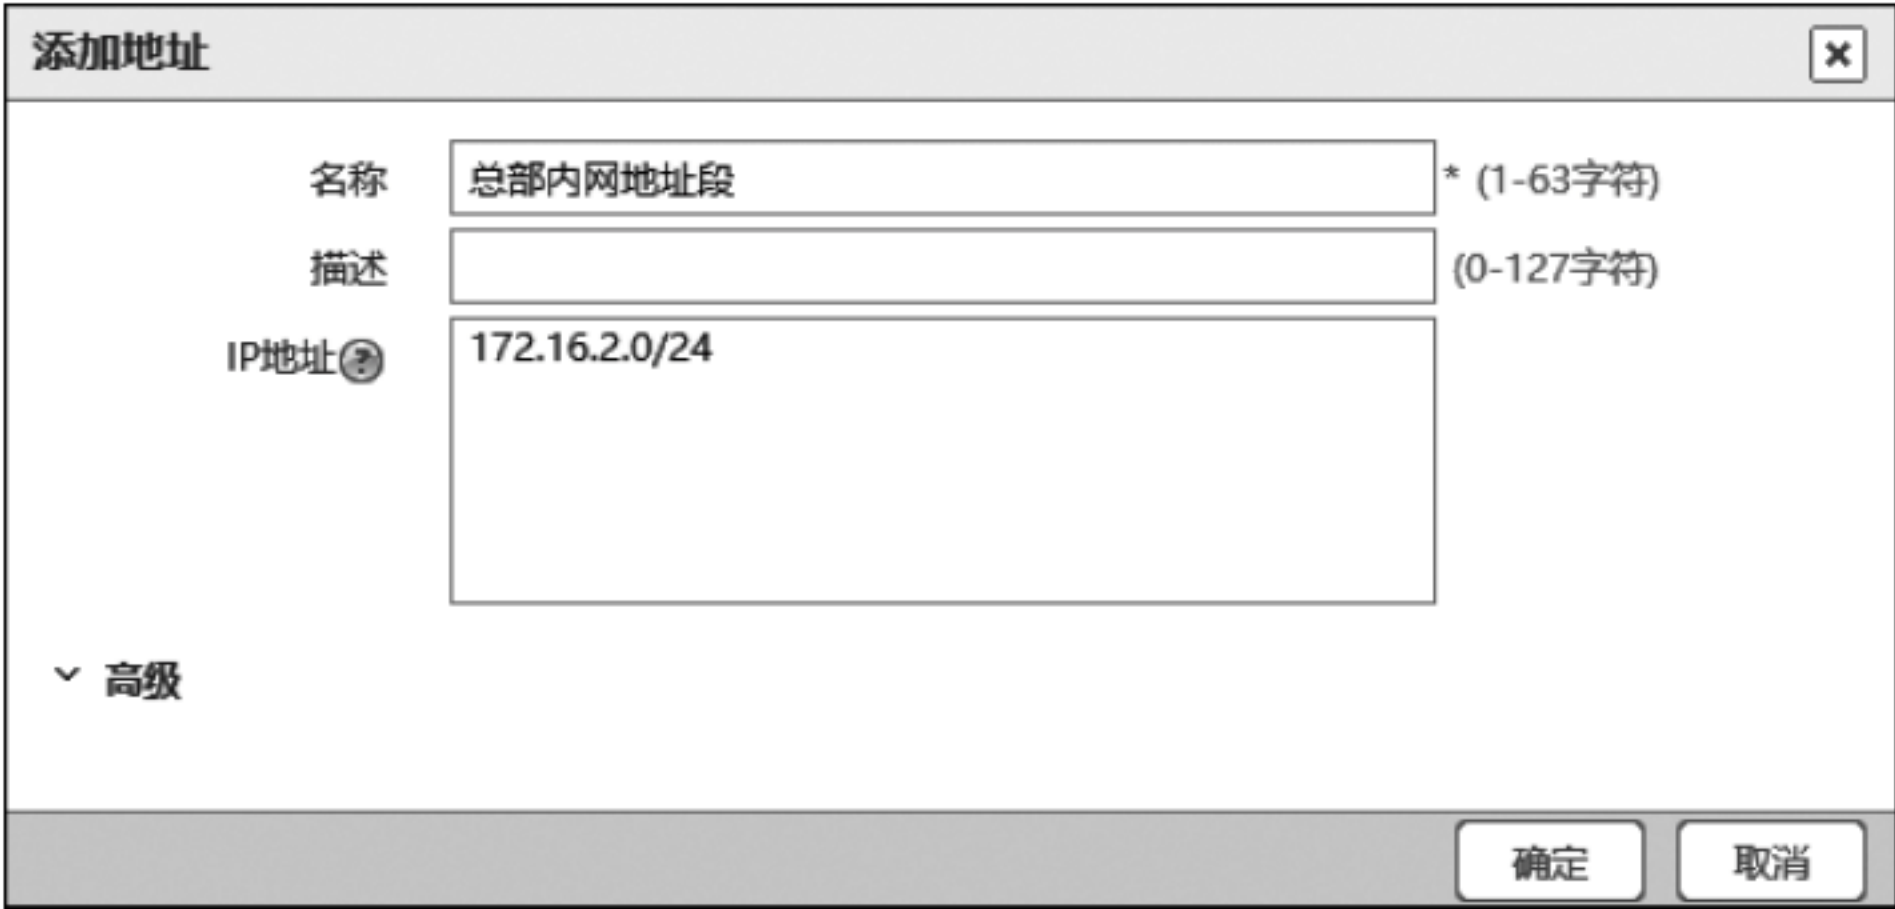 添加地址
名称 总部内网地址段 * (1-63字符)
描述 (0-127字符)
IP地址 ? 172.16.2.0/24
高级
确定 取消